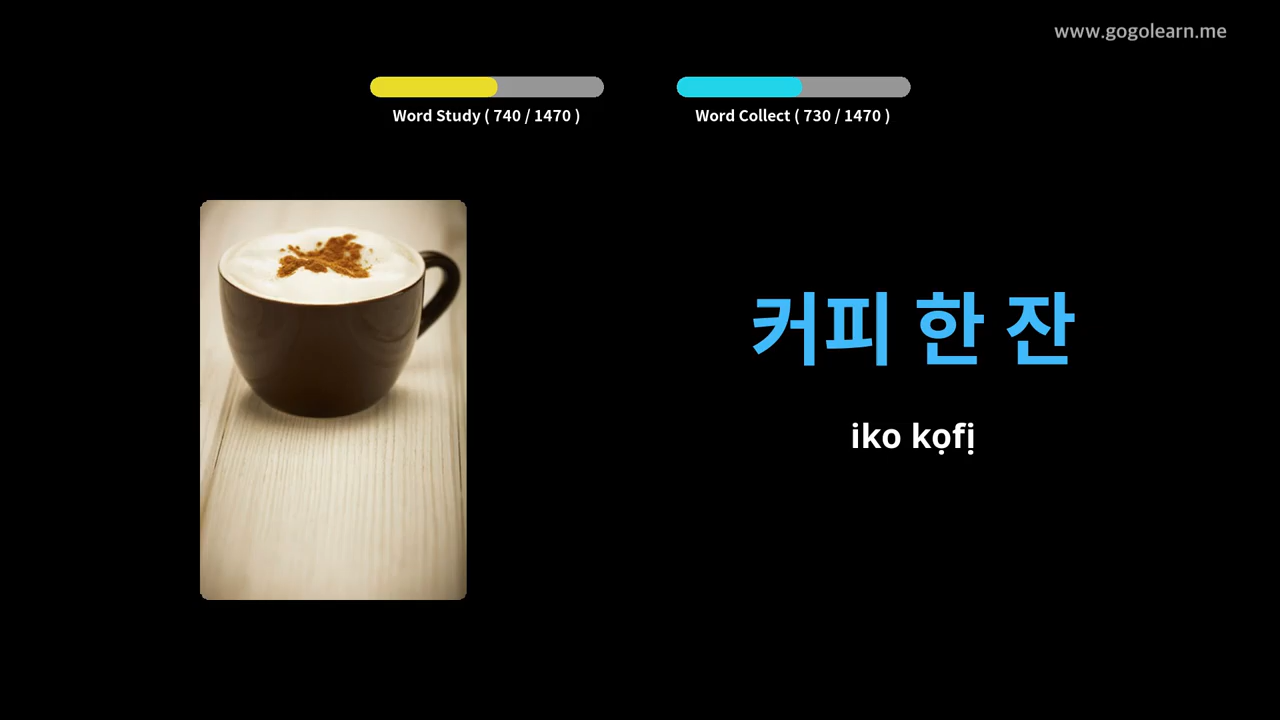 www.gogolearn.me
Word Study ( 740 / 1470 )
Word Collect ( 730 / 1470 )
커피 한 잔
iko kọfị